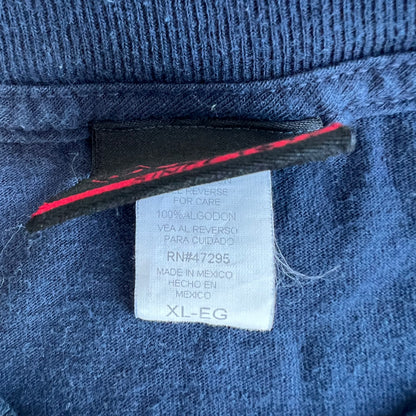 REVERSE
FOR CARE
100% ALGODON
VEA AL REVERSO
PARA CUIDADO
RN#47295
MADE IN MEXICO
HECHO EN
MEXICO
XL-EG